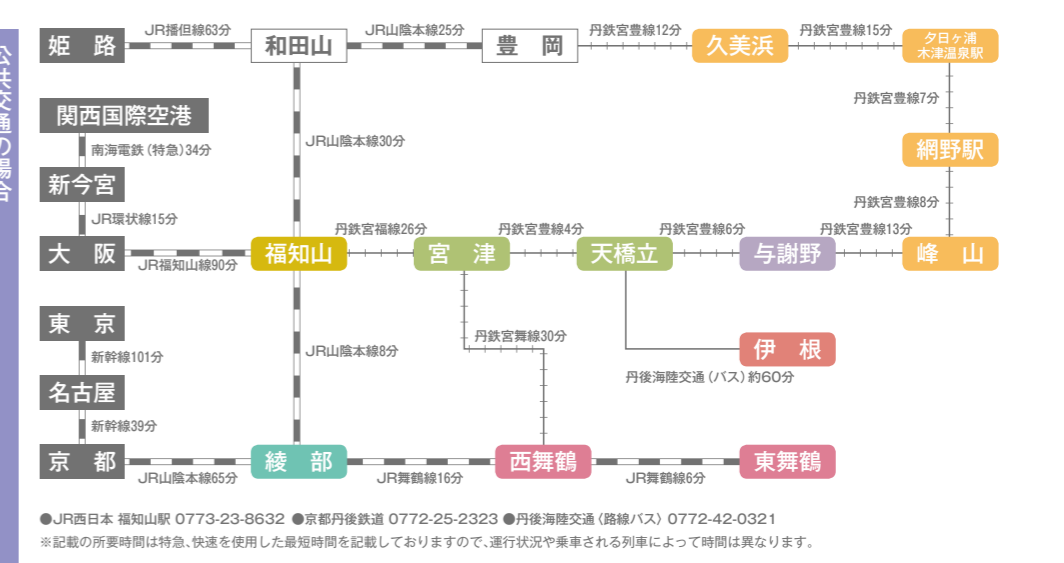 公共交通の場合
姫　路 JR播但線63分 和田山 JR山陰本線25分 豊　岡 丹鉄宮豊線12分 久美浜 丹鉄宮豊線15分 夕日ヶ浦
木津温泉駅
丹鉄宮豊線7分
関西国際空港
JR山陰本線30分
南海電鉄（特急）34分
網野駅
新今宮
丹鉄宮豊線8分
JR環状線15分
大　阪 JR福知山線90分 福知山 丹鉄宮福線26分 宮　津 丹鉄宮豊線4分 天橋立 丹鉄宮豊線6分 与謝野 丹鉄宮豊線13分 峰　山
東　京
丹鉄宮舞線30分
新幹線101分
JR山陰本線8分
伊　根
丹後海陸交通（バス）約60分
名古屋
新幹線39分
京　都 JR山陰本線65分 綾　部 JR舞鶴線16分 西舞鶴 JR舞鶴線6分 東舞鶴
●JR西日本 福知山駅 0773-23-8632 ●京都丹後鉄道 0772-25-2323 ●丹後海陸交通〈路線バス〉 0772-42-0321
※記載の所要時間は特急、快速を使用した最短時間を記載しておりますので、運行状況や乗車される列車によって時間は異なります。